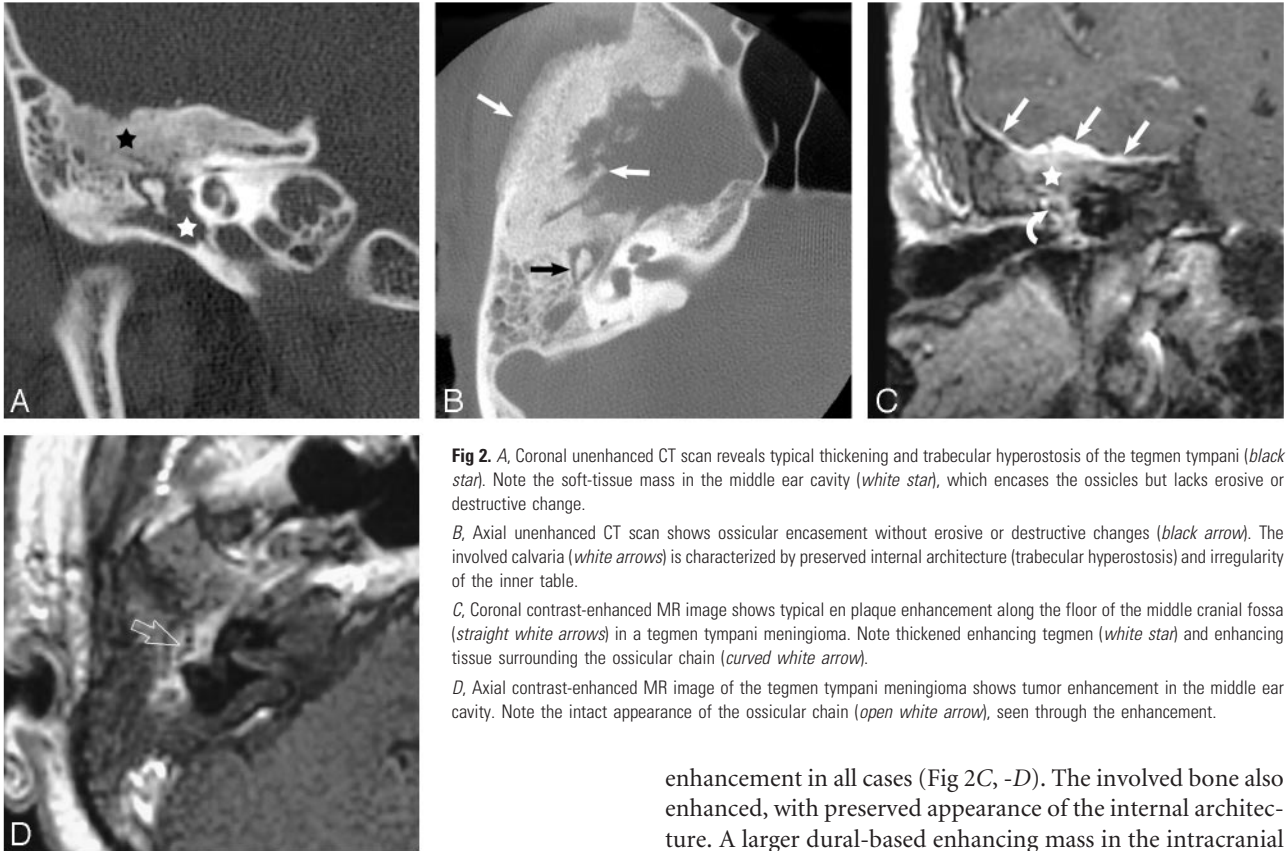 A
B
C
D
Fig 2. A, Coronal unenhanced CT scan reveals typical thickening and trabecular hyperostosis of the tegmen tympani (black
star). Note the soft-tissue mass in the middle ear cavity (white star), which encases the ossicles but lacks erosive or
destructive change.
B, Axial unenhanced CT scan shows ossicular encasement without erosive or destructive changes (black arrow). The
involved calvaria (white arrows) is characterized by preserved internal architecture (trabecular hyperostosis) and irregularity
of the inner table.
C, Coronal contrast-enhanced MR image shows typical en plaque enhancement along the floor of the middle cranial fossa
(straight white arrows) in a tegmen tympani meningioma. Note thickened enhancing tegmen (white star) and enhancing
tissue surrounding the ossicular chain (curved white arrow).
D, Axial contrast-enhanced MR image of the tegmen tympani meningioma shows tumor enhancement in the middle ear
cavity. Note the intact appearance of the ossicular chain (open white arrow), seen through the enhancement.
enhancement in all cases (Fig 2C, -D). The involved bone also
enhanced, with preserved appearance of the internal architec-
ture. A larger dural-based enhancing mass in the intracranial